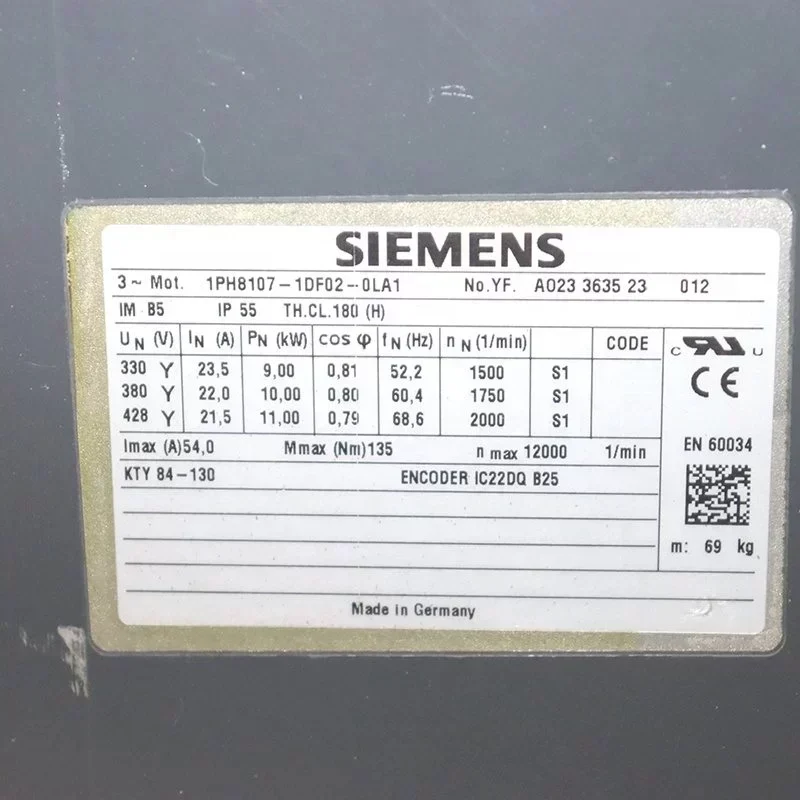 SIEMENS
3 ~ Mot. 1PH8107-1DF02-0LA1 No.YF. A023 3635 23 012
IM B5 IP 55 TH.CL.180 (H)
UN (V) IN (A) PN (kW) cos φ fN (Hz) nN (1/min) CODE
330 Y 23,5 9,00 0,81 52,2 1500 S1
380 Y 22,0 10,00 0,80 60,4 1750 S1
428 Y 21,5 11,00 0,79 68,6 2000 S1
c RU US
CE
Imax (A)54,0 Mmax (Nm)135 n max 12000 1/min
EN 60034
KTY 84-130 ENCODER IC22DQ B25
m: 69 kg
Made in Germany